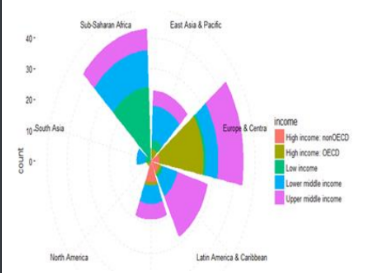 Sub-Saharan Africa
East Asia & Pacific
40-
30-
20-
10-
0-
South Asia
Europe & Centra
North America
Latin America & Caribbean
count
income
High income: nonOECD
High income: OECD
Low income
Lower middle income
Upper middle income